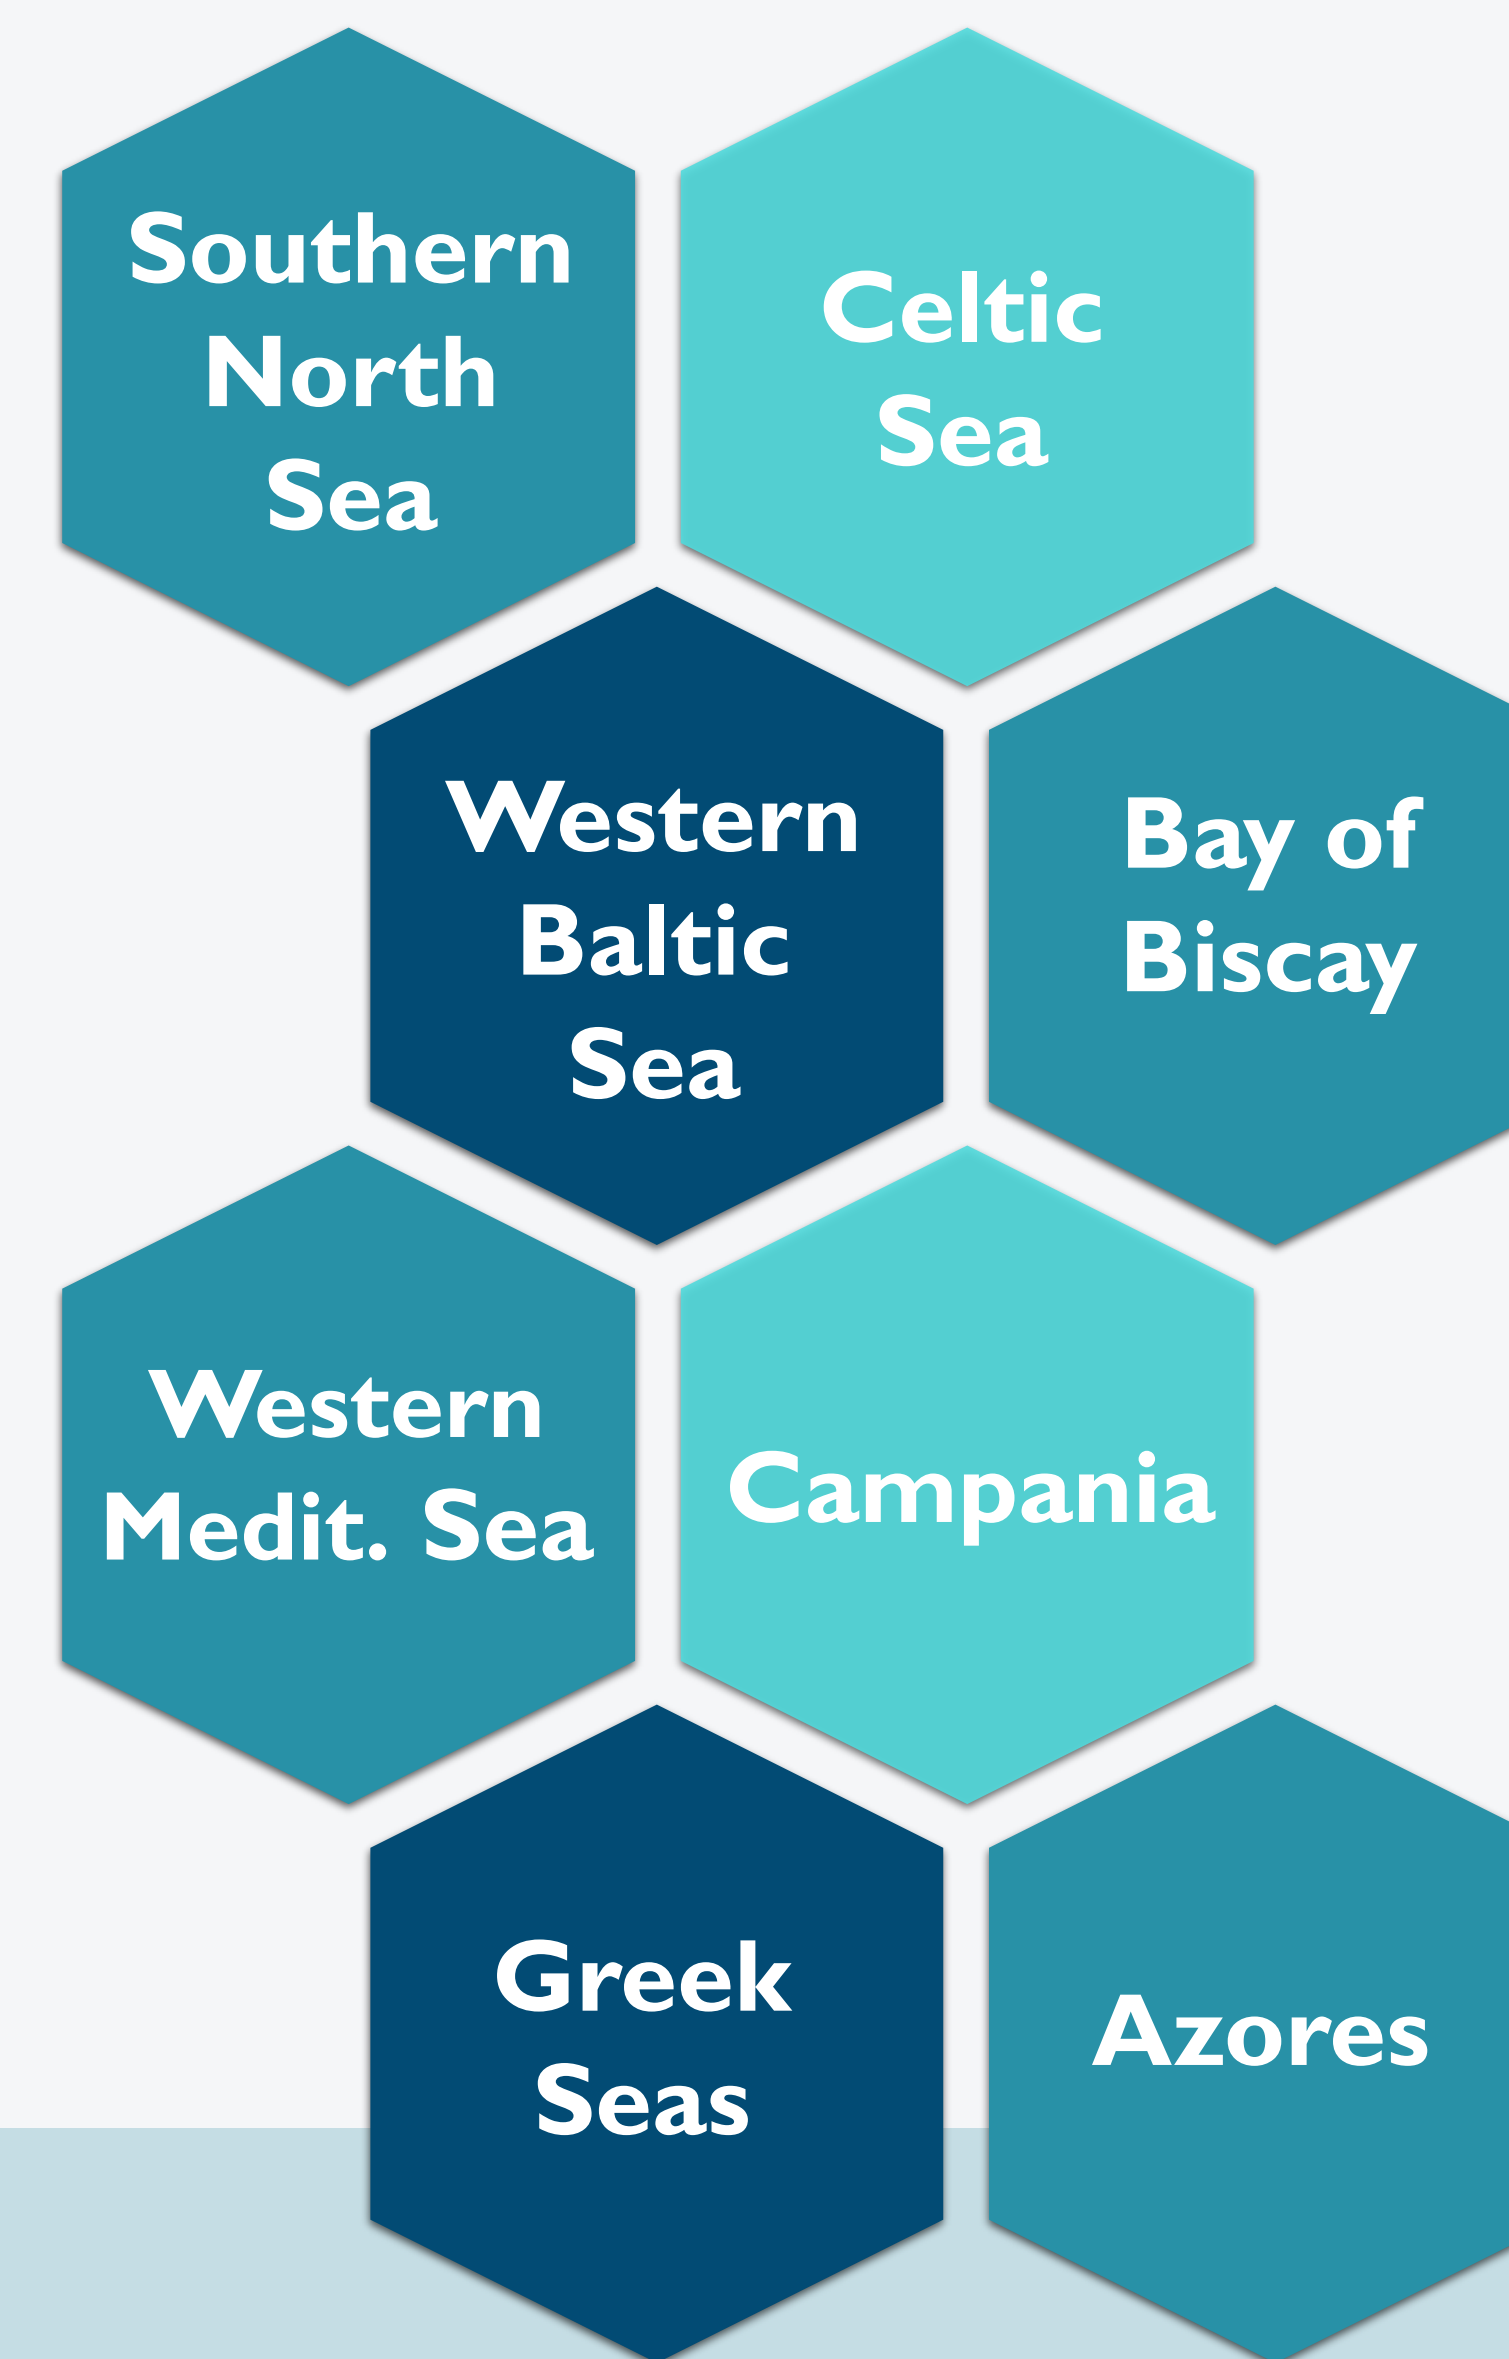 Southern
North
Sea
Celtic
Sea
Western
Baltic
Sea
Bay of
Biscay
Western
Medit. Sea
Campania
Greek
Seas
Azores